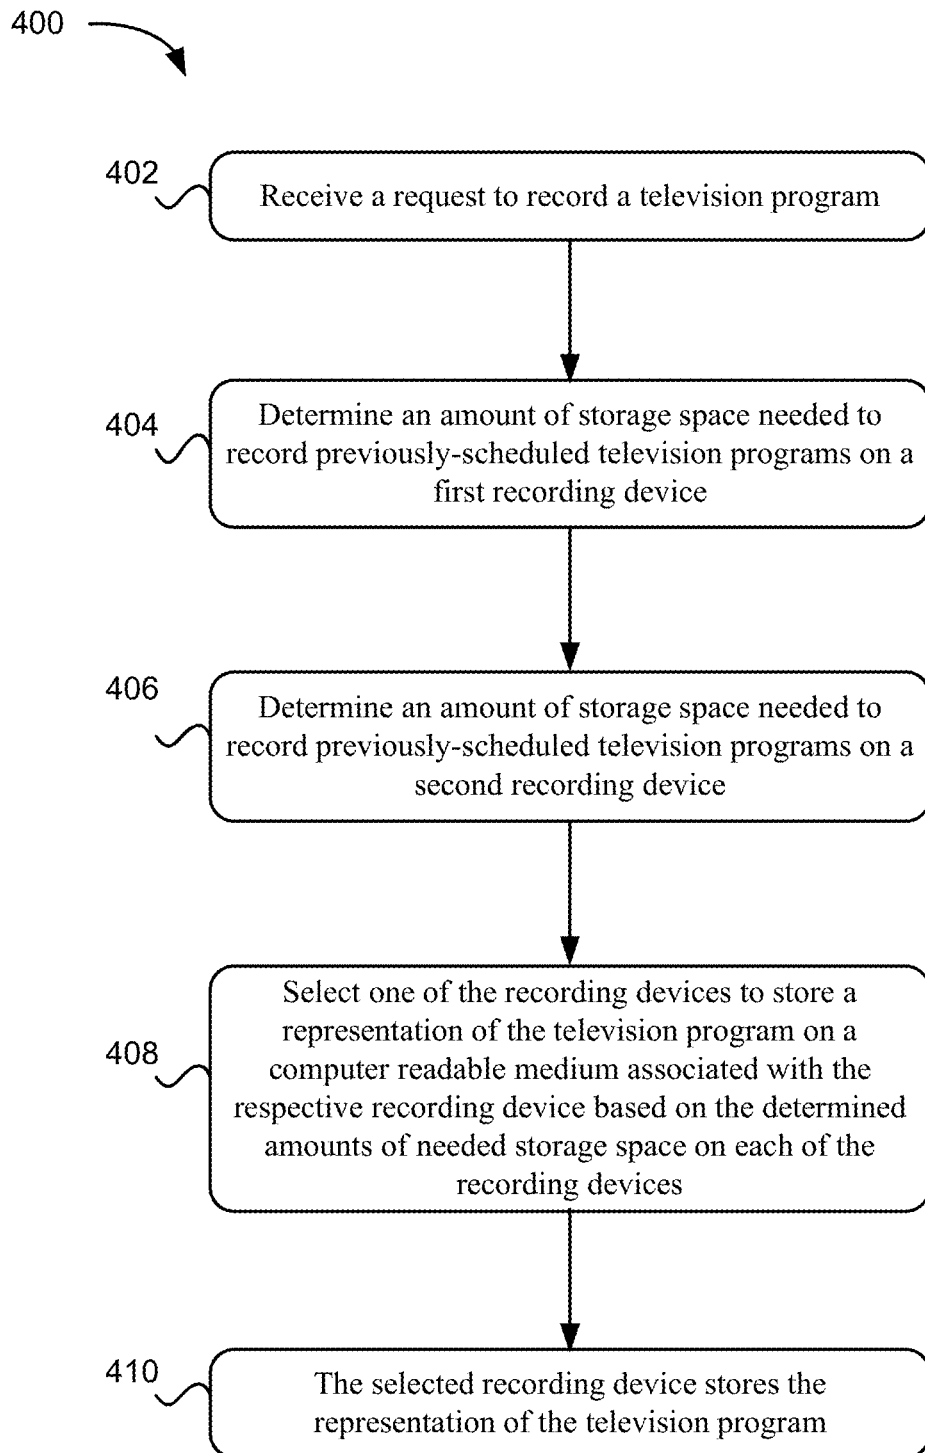 400
402
Receive a request to record a television program
404
Determine an amount of storage space needed to
record previously-scheduled television programs on a
first recording device
406
Determine an amount of storage space needed to
record previously-scheduled television programs on a
second recording device
408
Select one of the recording devices to store a
representation of the television program on a
computer readable medium associated with the
respective recording device based on the determined
amounts of needed storage space on each of the
recording devices
410
The selected recording device stores the
representation of the television program